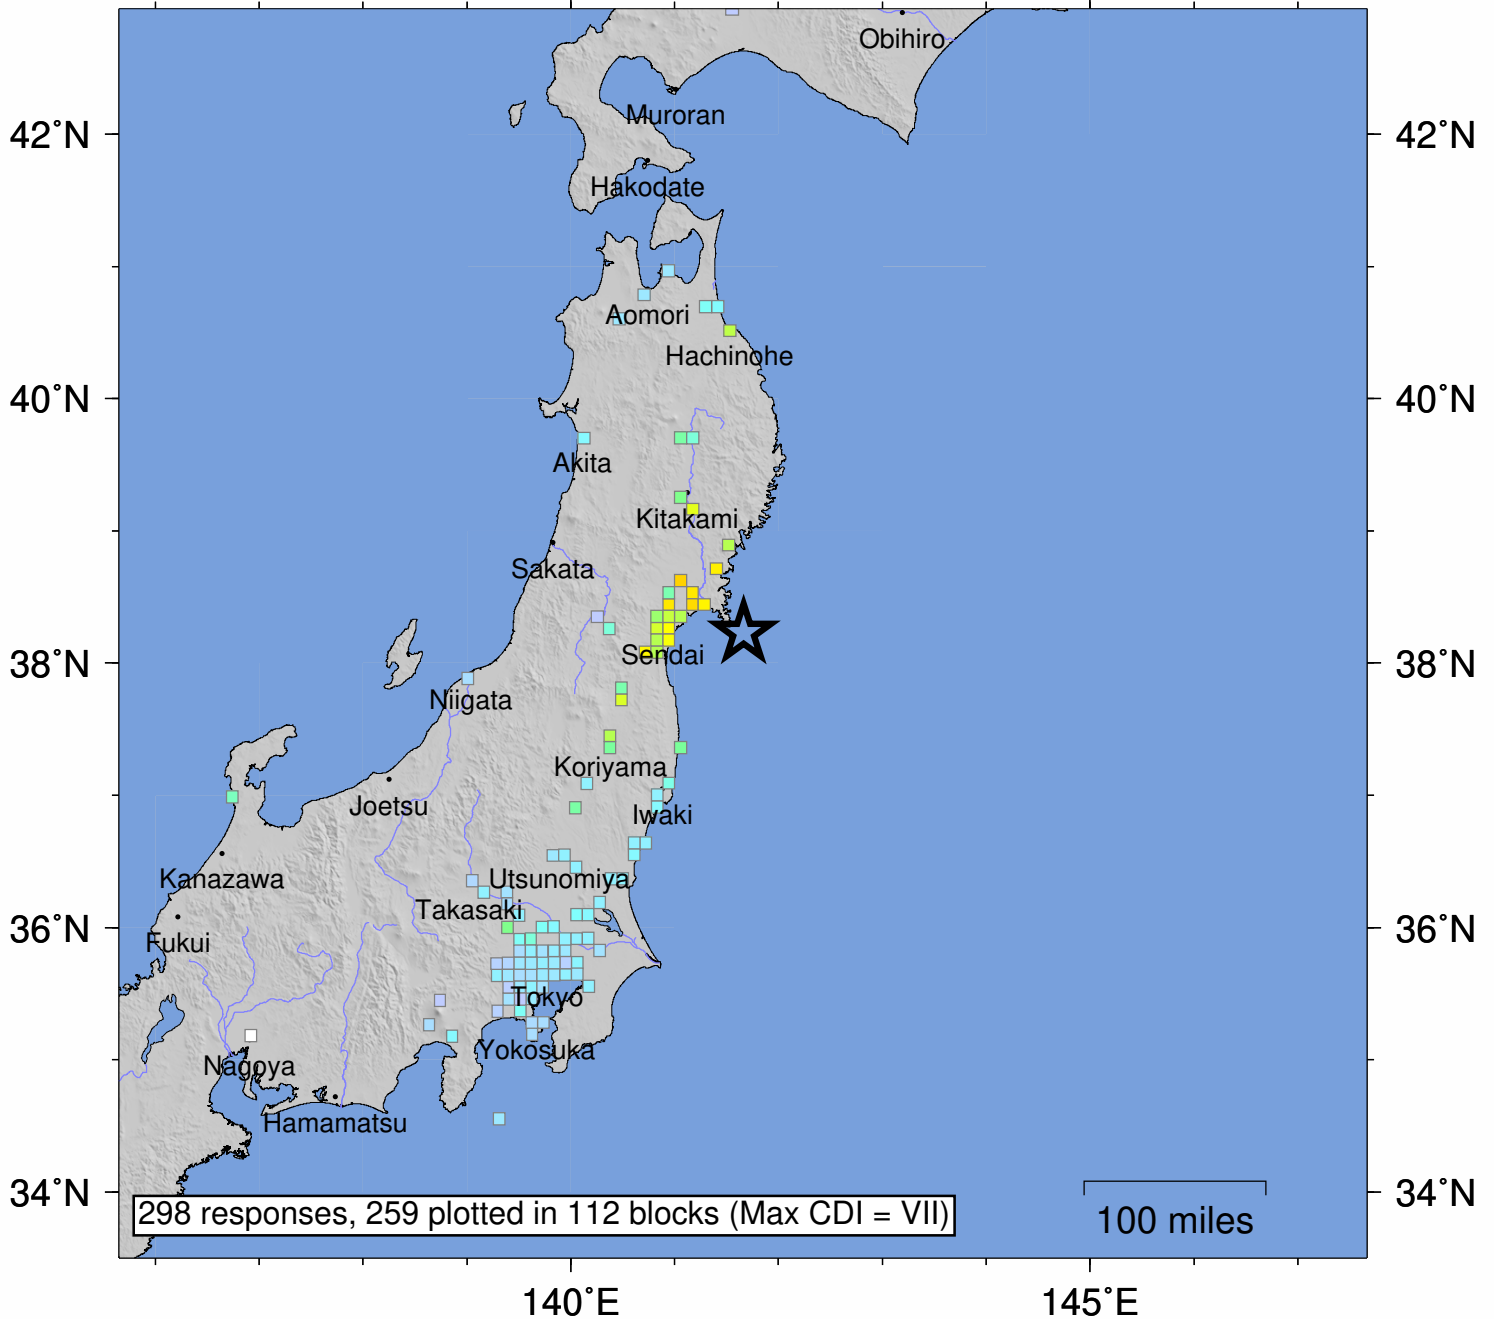 Obihiro
42°N
Muroran
42°N
Hakodate
Aomori
Hachinohe
40°N
40°N
Akita
Kitakami
Sakata
Sendai
38°N
38°N
Niigata
Koriyama
Joetsu
Iwaki
Kanazawa
Utsunomiya
Takasaki
36°N
Fukui
36°N
Tokyo
Yokosuka
Nagoya
Hamamatsu
34°N
34°N
298 responses, 259 plotted in 112 blocks (Max CDI = VII)
100 miles
140°E
145°E